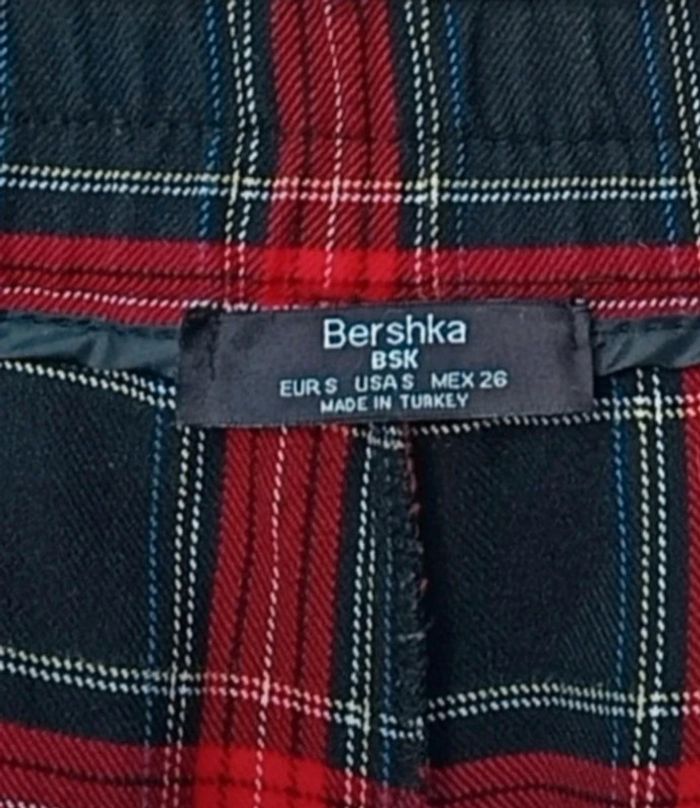 Bershka
BSK
EUR S USA S MEX 26
MADE IN TURKEY